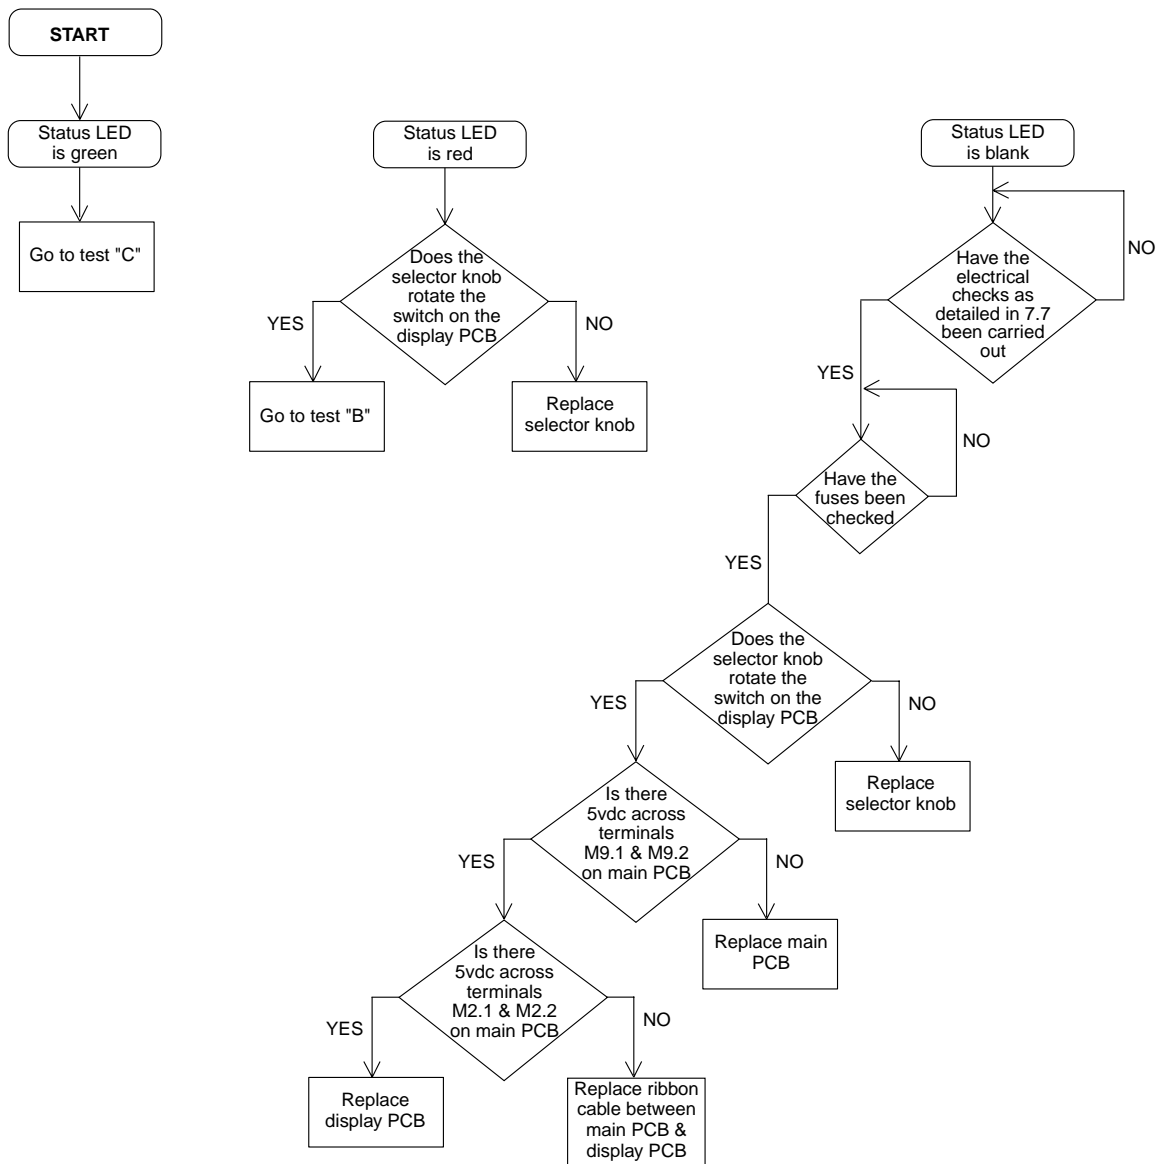 START
Status LED
is green
Go to test "C"
Status LED
is red
Does the
selector knob
rotate the
switch on the
display PCB
YES
NO
Go to test "B"
Replace
selector knob
Status LED
is blank
NO
Have the
electrical
checks as
detailed in 7.7
been carried
out
YES
NO
Have the
fuses been
checked
YES
Does the
selector knob
rotate the
switch on the
display PCB
YES
NO
Replace
selector knob
Is there
5vdc across
terminals
M9.1 & M9.2
on main PCB
YES
NO
Replace main
PCB
Is there
5vdc across
terminals
M2.1 & M2.2
on main PCB
YES
NO
Replace
display PCB
Replace ribbon
cable between
main PCB &
display PCB